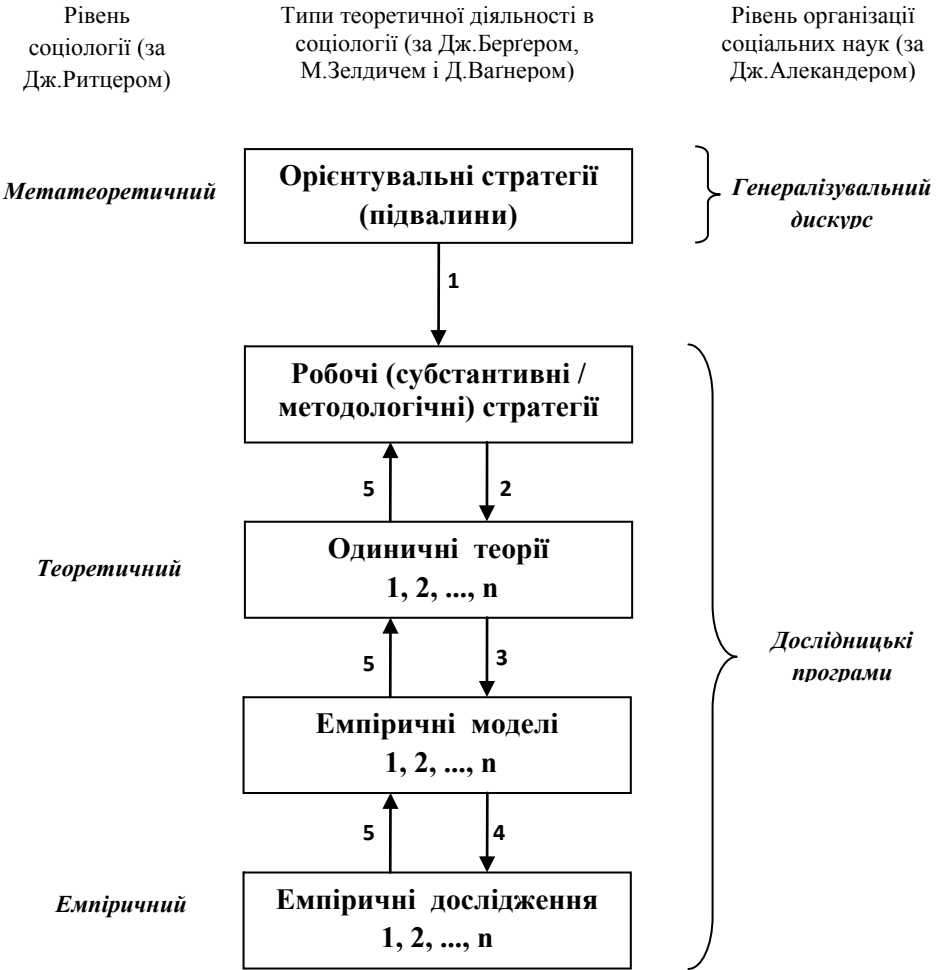 Рівень
соціології (за
Дж.Ритцером)
Типи теоретичної діяльності в
соціології (за Дж.Берґером,
М.Зелдичем і Д.Ваґнером)
Рівень організації
соціальних наук (за
Дж.Алекандером)
Метатеоретичний
Орієнтувальні стратегії
(підвалини)
Генералізувальний
дискурс
1
Робочі (субстантивні /
методологічні) стратегії
5
2
Теоретичний
Одиничні теорії
1, 2, ..., n
5
3
Дослідницькі
програми
Емпіричні моделі
1, 2, ..., n
5
4
Емпіричний
Емпіричні дослідження
1, 2, ..., n